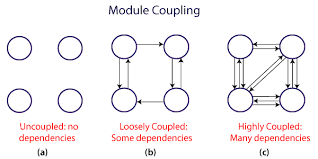 Module Coupling
Uncoupled: no
dependencies
(a)
Loosely Coupled:
Some dependencies
(b)
Highly Coupled:
Many dependencies
(c)